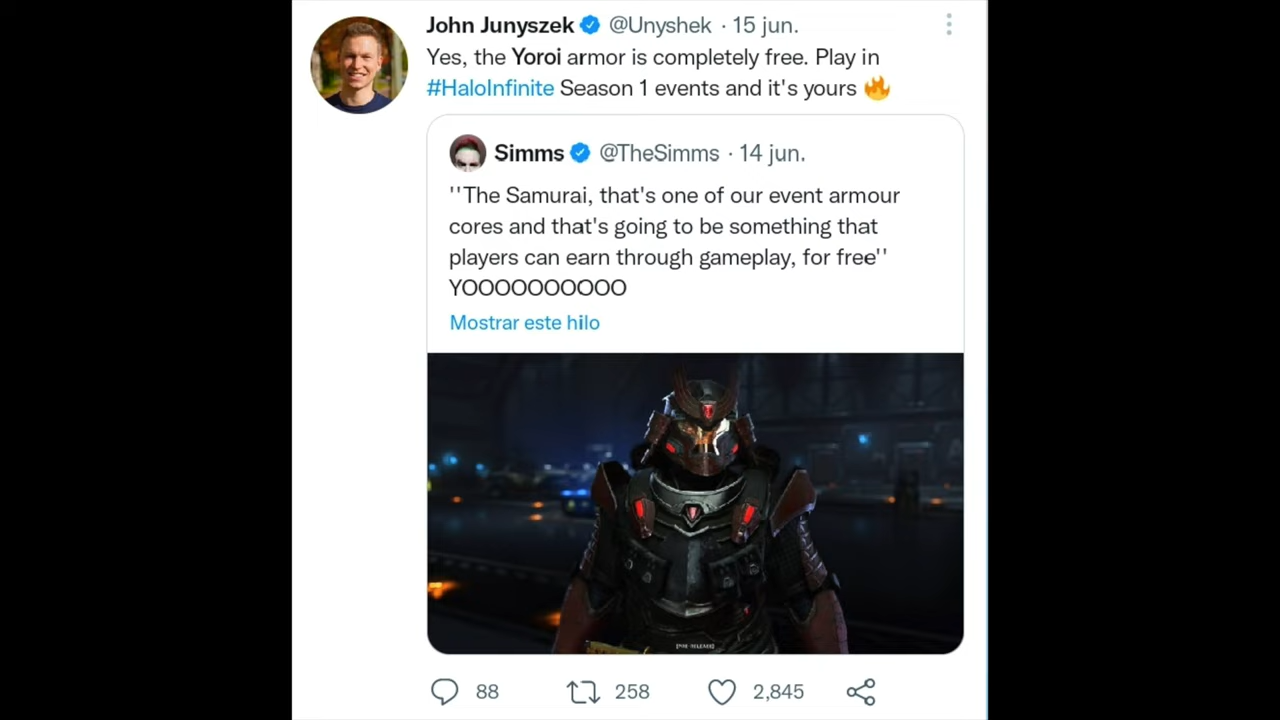 John Junyszek @Unyshek · 15 jun.
Yes, the Yoroi armor is completely free. Play in
#HaloInfinite Season 1 events and it's yours 🔥
Simms @TheSimms · 14 jun.
''The Samurai, that's one of our event armour
cores and that's going to be something that
players can earn through gameplay, for free''
YOOOOOOOOOO
Mostrar este hilo
[PRE-RELEASE]
88 258 2,845